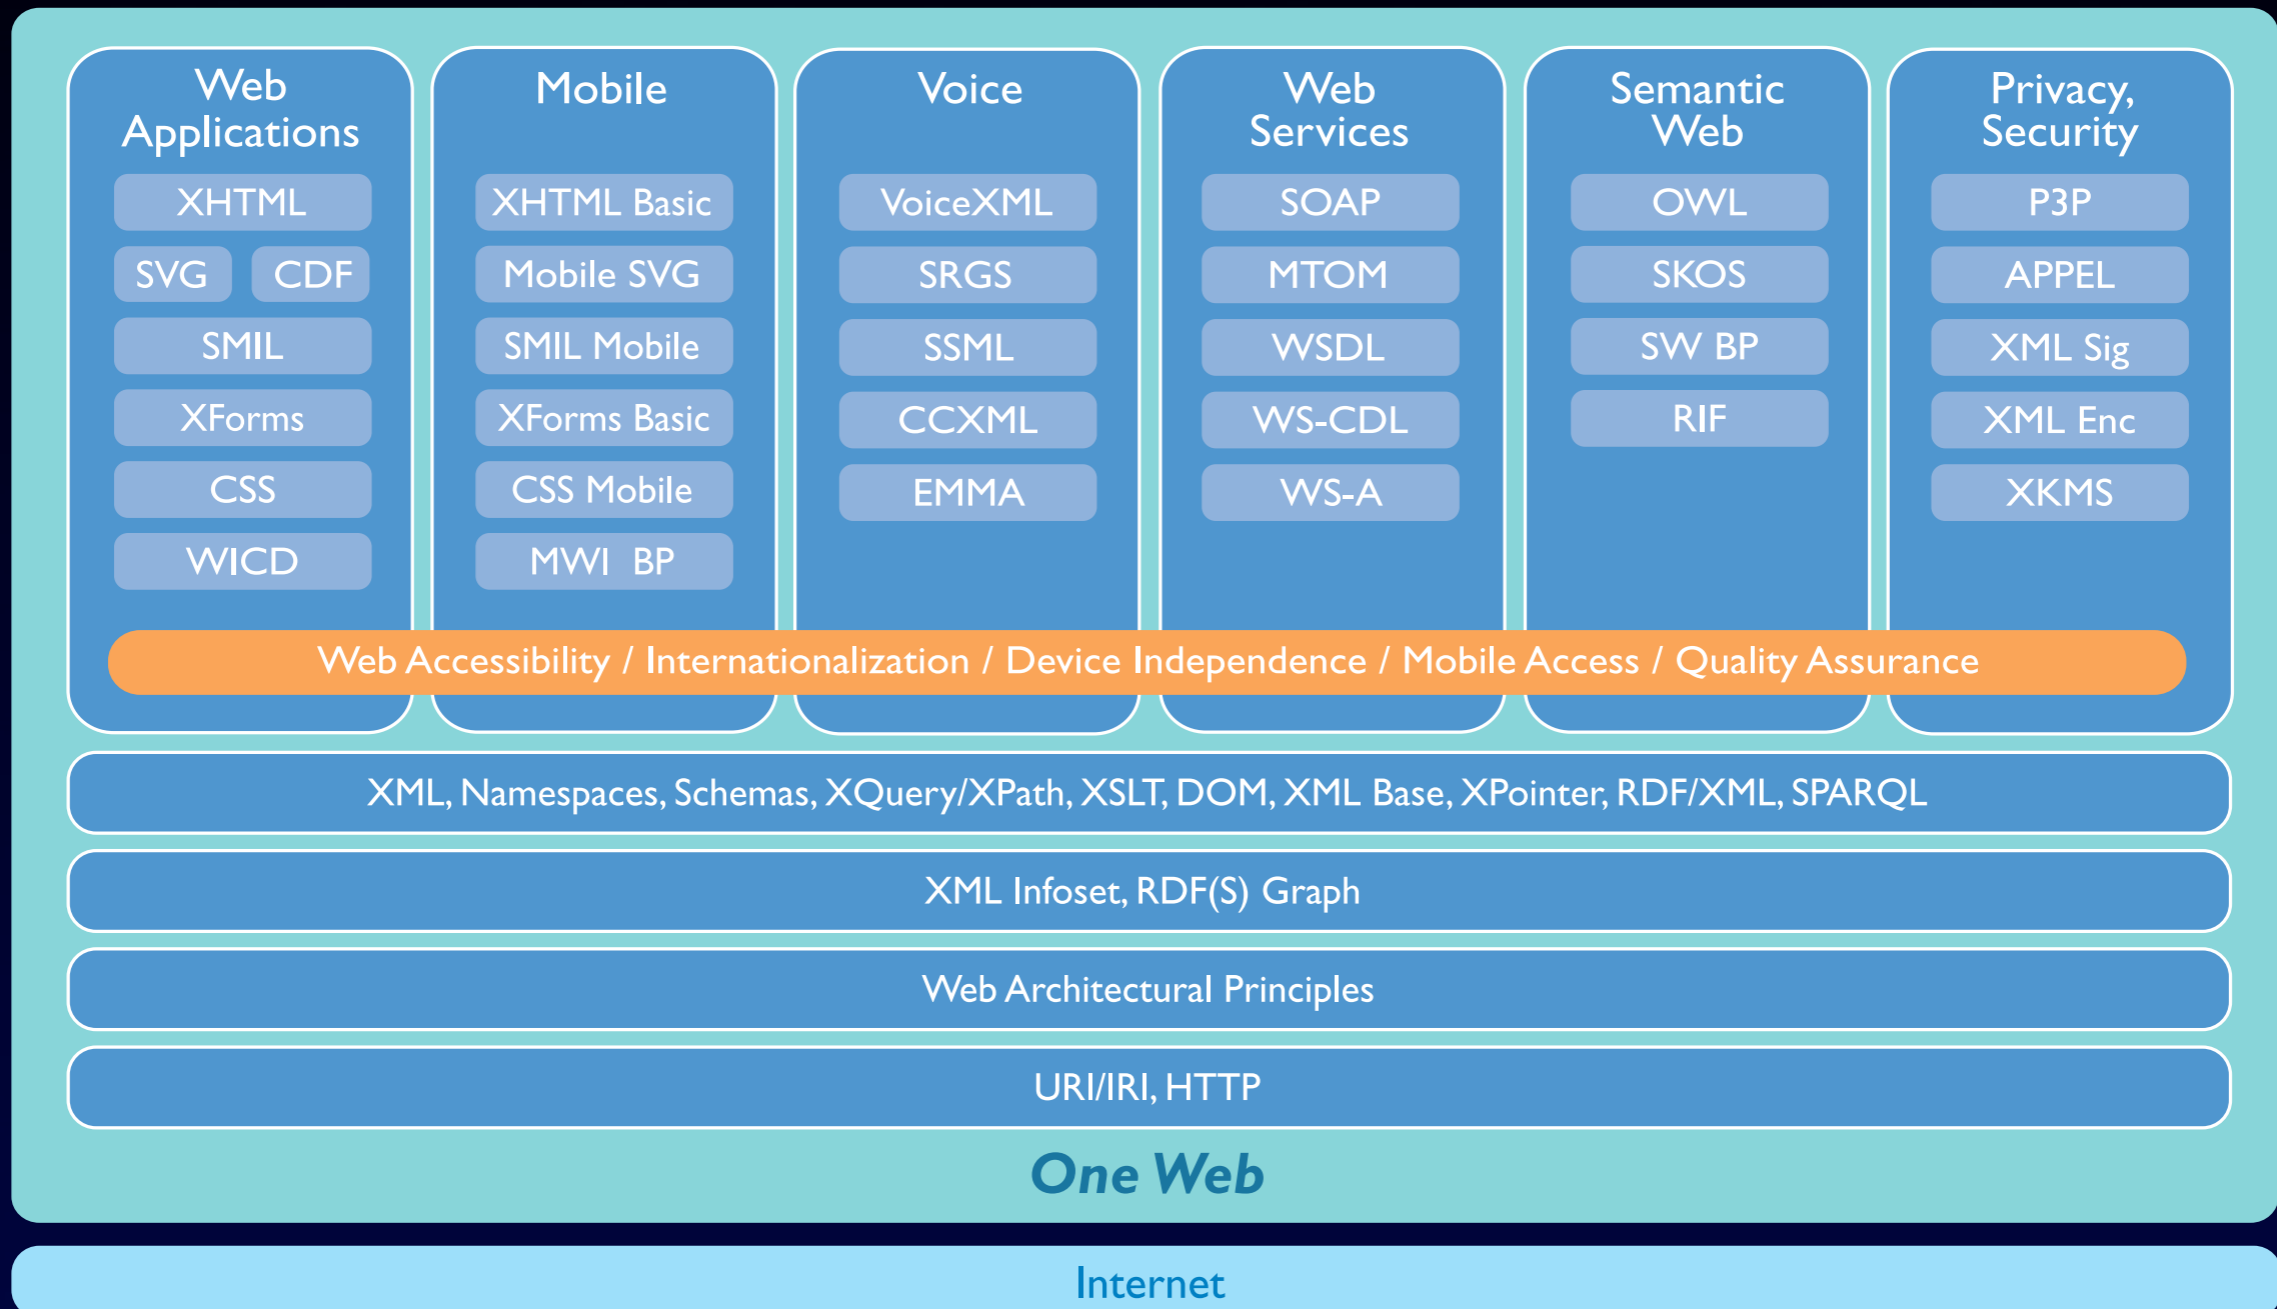 Web
Applications
XHTML
SVG
CDF
SMIL
XForms
CSS
WICD
Mobile
XHTML Basic
Mobile SVG
SMIL Mobile
XForms Basic
CSS Mobile
MWI BP
Voice
VoiceXML
SRGS
SSML
CCXML
EMMA
Web
Services
SOAP
MTOM
WSDL
WS-CDL
WS-A
Semantic
Web
OWL
SKOS
SW BP
RIF
Privacy,
Security
P3P
APPEL
XML Sig
XML Enc
XKMS
Web Accessibility / Internationalization / Device Independence / Mobile Access / Quality Assurance
XML, Namespaces, Schemas, XQuery/XPath, XSLT, DOM, XML Base, XPointer, RDF/XML, SPARQL
XML Infoset, RDF(S) Graph
Web Architectural Principles
URI/IRI, HTTP
One Web
Internet